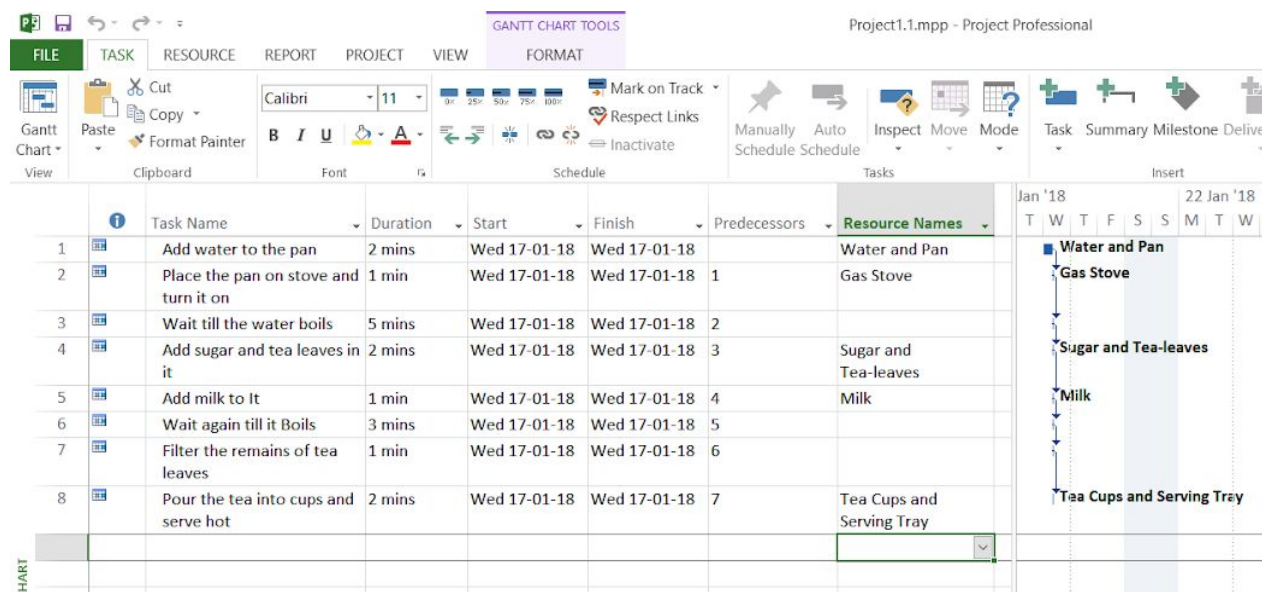 GANTT CHART TOOLS
Project1.1.mpp - Project Professional
FILE TASK RESOURCE REPORT PROJECT VIEW FORMAT
Gantt Chart
View
Paste
Cut
Copy
Format Painter
Clipboard
Calibri 11
B I U A
Font
0% 25% 50% 75% 100%
Mark on Track
Respect Links
Inactivate
Schedule
Manually Schedule
Auto Schedule
Inspect Move Mode
Tasks
Task Summary Milestone Delive
Insert
Task Name Duration Start Finish Predecessors Resource Names
Jan '18 22 Jan '18
T W T F S S M T W
1 Add water to the pan 2 mins Wed 17-01-18 Wed 17-01-18 Water and Pan
Water and Pan
2 Place the pan on stove and 1 min Wed 17-01-18 Wed 17-01-18 1 Gas Stove
turn it on
Gas Stove
3 Wait till the water boils 5 mins Wed 17-01-18 Wed 17-01-18 2
4 Add sugar and tea leaves in 2 mins Wed 17-01-18 Wed 17-01-18 3 Sugar and
it Tea-leaves
Sugar and Tea-leaves
5 Add milk to It 1 min Wed 17-01-18 Wed 17-01-18 4 Milk
Milk
6 Wait again till it Boils 3 mins Wed 17-01-18 Wed 17-01-18 5
7 Filter the remains of tea 1 min Wed 17-01-18 Wed 17-01-18 6
leaves
8 Pour the tea into cups and 2 mins Wed 17-01-18 Wed 17-01-18 7 Tea Cups and
serve hot Serving Tray
Tea Cups and Serving Tray
HART